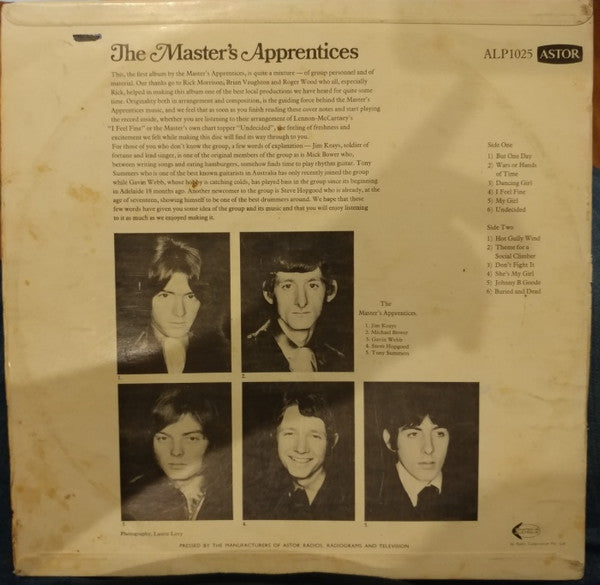 The Master's Apprentices
ALP1025 ASTOR
This, the first album by the Master's Apprentices, is quite a mixture — of group personnel and of
material. Our thanks go to Rick Morrison, Brian Vaughton and Roger Wood who all, especially
Rick, helped in making this album one of the best local productions we have heard for quite some
time. Originality both in arrangement and composition, is the guiding force behind the Master's
Apprentices music, and we feel that as soon as you finish reading these cover notes and start playing
the record inside, whether you are listening to their arrangement of Lennon-McCartney's
"I Feel Fine" or the Master's own chart topper "Undecided", the feeling of freshness and
excitement we felt while making this disc will find its way through to you.
For those of you who don't know the group, a few words of explanation — Jim Keays, soldier of
fortune and lead singer, is one of the original members of the group as is Mick Bower who,
between writing songs and eating hamburgers, somehow finds time to play rhythm guitar. Tony
Summers who is one of the best known guitarists in Australia has only recently joined the group
while Gavin Webb, whose hobby is catching colds, has played bass in the group since its beginning
in Adelaide 18 months ago. Another newcomer to the group is Steve Hopgood who is already, at the
age of seventeen, showing himself to be one of the best drummers around. We hope that these
few words have given you some idea of the group and its music and that you will enjoy listening
to it as much as we enjoyed making it.
Side One
1) But One Day
2) Wars or Hands
of Time
3) Dancing Girl
4) I Feel Fine
5) My Girl
6) Undecided
Side Two
1) Hot Gully Wind
2) Theme for a
Social Climber
3) Don't Fight It
4) She's My Girl
5) Johnny B Goode
6) Buried and Dead
The
Master's Apprentices.
1. Jim Keays
2. Michael Bower
3. Gavin Webb
4. Steve Hopgood
5. Tony Summers
1.
2.
3.
4.
5.
Photography, Laurie Levy
PRESSED BY THE MANUFACTURERS OF ASTOR RADIOS, RADIOGRAMS AND TELEVISION